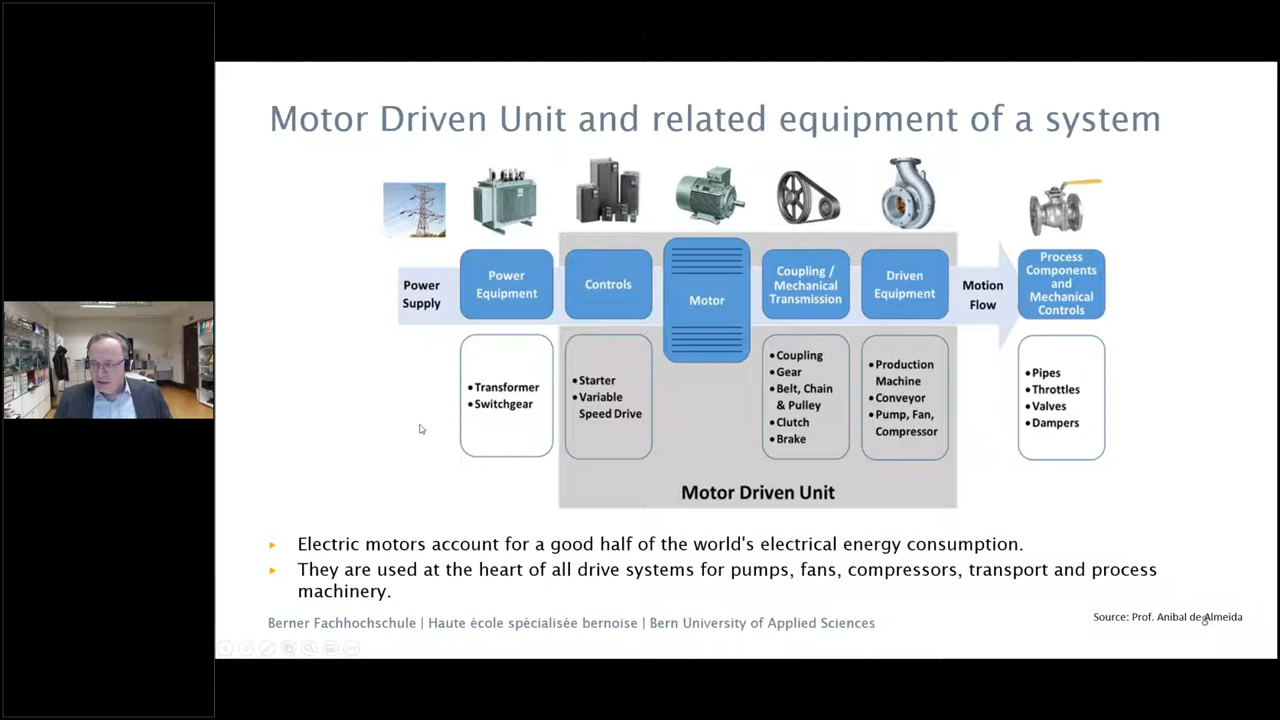 Motor Driven Unit and related equipment of a system
Power
Supply
Power
Equipment
Controls
Motor
Coupling /
Mechanical
Transmission
Driven
Equipment
Motion
Flow
Process
Components
and
Mechanical
Controls
• Transformer
• Switchgear
• Starter
• Variable
Speed Drive
• Coupling
• Gear
• Belt, Chain
& Pulley
• Clutch
• Brake
• Production
Machine
• Conveyor
• Pump, Fan,
Compressor
• Pipes
• Throttles
• Valves
• Dampers
Motor Driven Unit
Electric motors account for a good half of the world's electrical energy consumption.
They are used at the heart of all drive systems for pumps, fans, compressors, transport and process
machinery.
Berner Fachhochschule | Haute école spécialisée bernoise | Bern University of Applied Sciences
Source: Prof. Anibal de Almeida